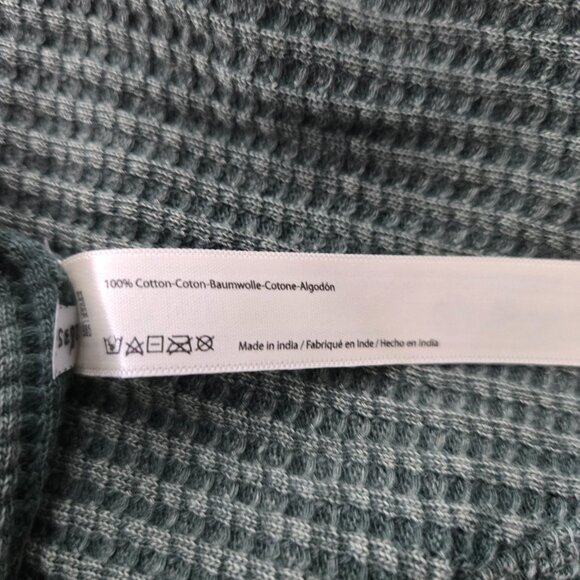 100% Cotton-Coton-Baumwolle-Cotone-Algodón
Made in india / Fabriqué en Inde / Hecho en india